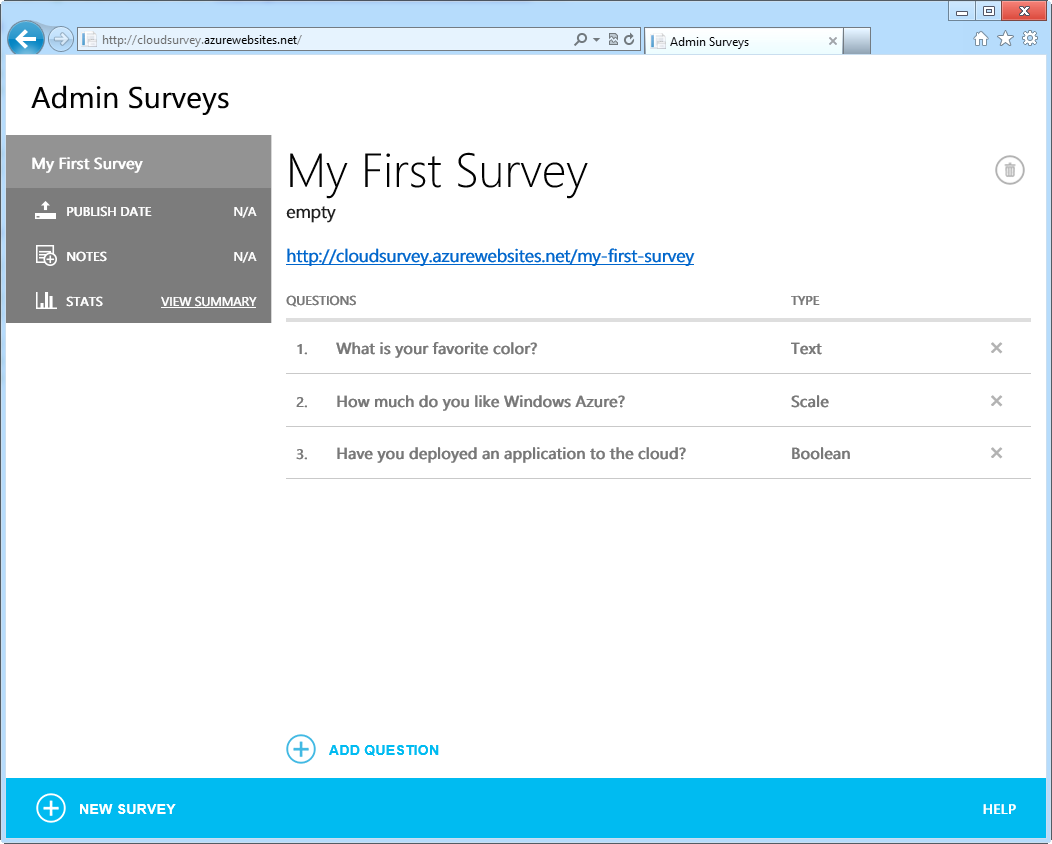 http://cloudsurvey.azurewebsites.net/
Admin Surveys
Admin Surveys
My First Survey
PUBLISH DATE N/A
NOTES N/A
STATS VIEW SUMMARY
My First Survey
empty
http://cloudsurvey.azurewebsites.net/my-first-survey
QUESTIONS TYPE
1. What is your favorite color? Text
2. How much do you like Windows Azure? Scale
3. Have you deployed an application to the cloud? Boolean
ADD QUESTION
NEW SURVEY HELP